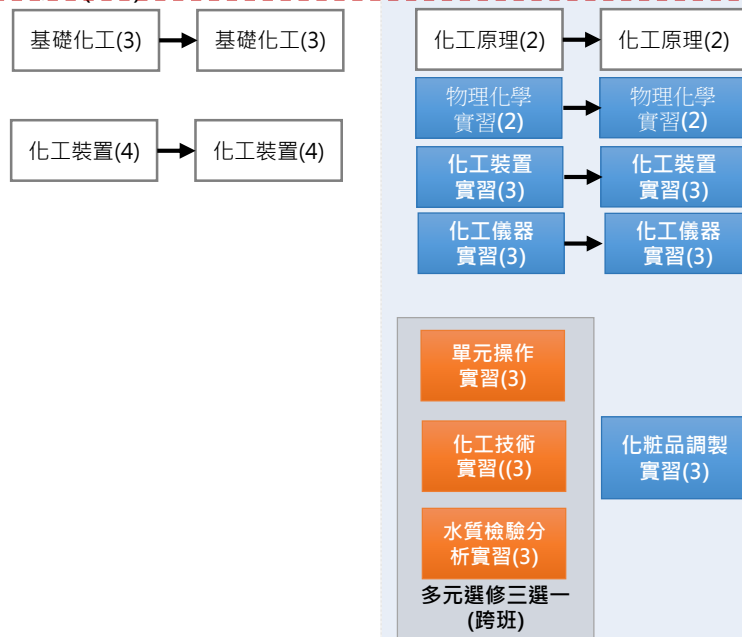 基礎化工(3)
基礎化工(3)
化工原理(2)
化工原理(2)
物理化學
實習(2)
物理化學
實習(2)
化工裝置(4)
化工裝置(4)
化工裝置
實習(3)
化工裝置
實習(3)
化工儀器
實習(3)
化工儀器
實習(3)
單元操作
實習(3)
化工技術
實習((3)
化粧品調製
實習(3)
水質檢驗分
析實習(3)
多元選修三選一
(跨班)